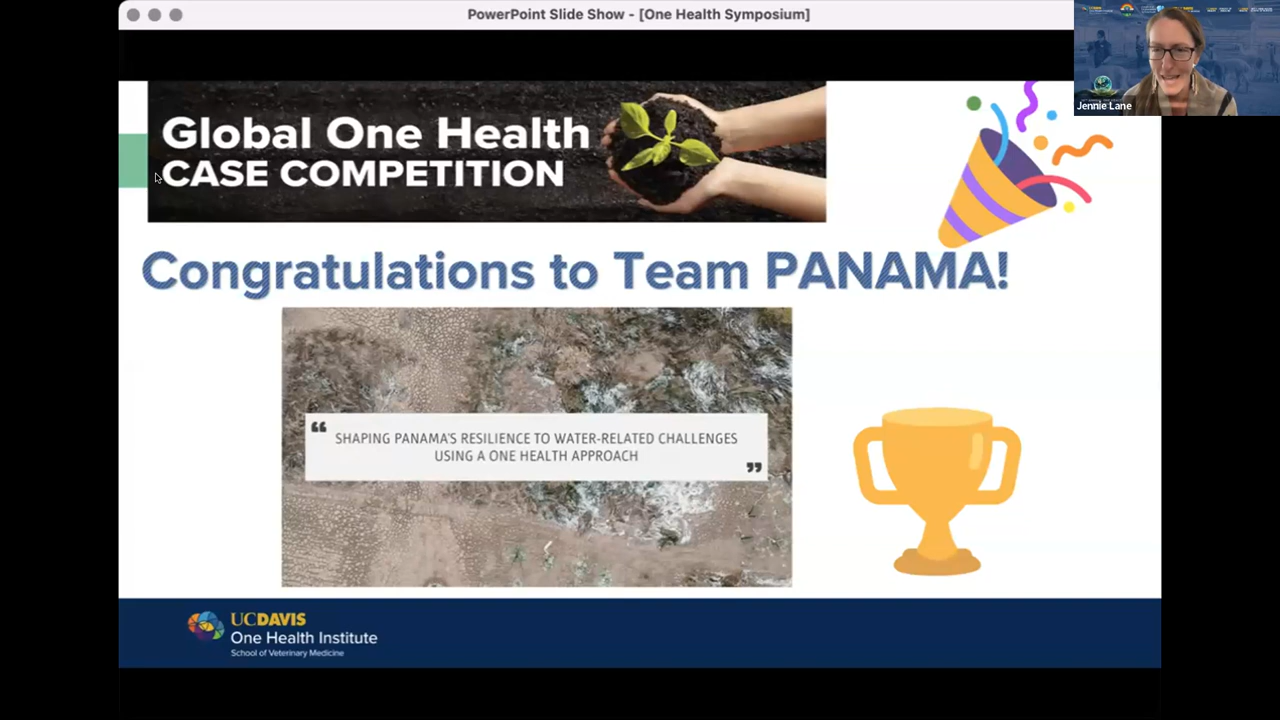 PowerPoint Slide Show - [One Health Symposium]
Jennie Lane
Global One Health
CASE COMPETITION
Congratulations to Team PANAMA!
“
SHAPING PANAMA'S RESILIENCE TO WATER-RELATED CHALLENGES
USING A ONE HEALTH APPROACH
”
UCDAVIS
One Health Institute
School of Veterinary Medicine